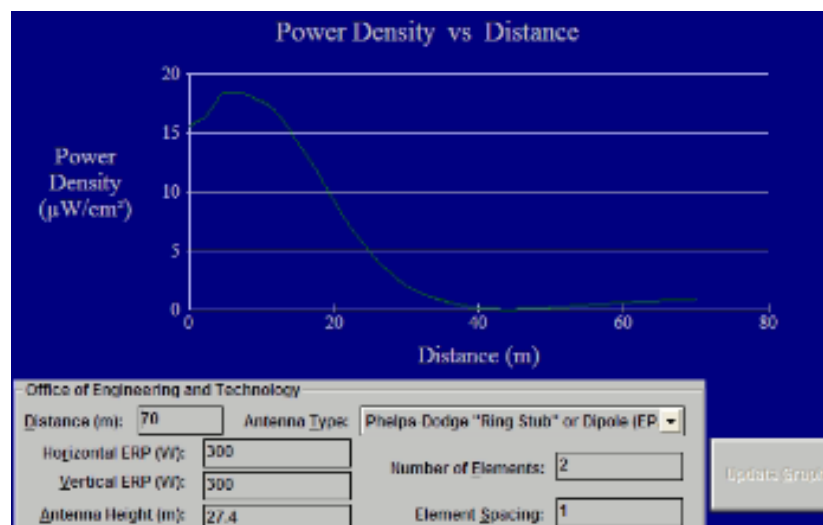 Power Density vs Distance
20
15
Power
Density
(µW/cm²)
10
5
0
0 20 40 60 80
Distance (m)
Office of Engineering and Technology
Distance (m): 70 Antenna Type: Phelps-Dodge "Ring Stub" or Dipole (EP
Horizontal ERP (W): 300
Number of Elements: 2
Vertical ERP (W): 300
Update Graph
Antenna Height (m): 27.4 Element Spacing: 1